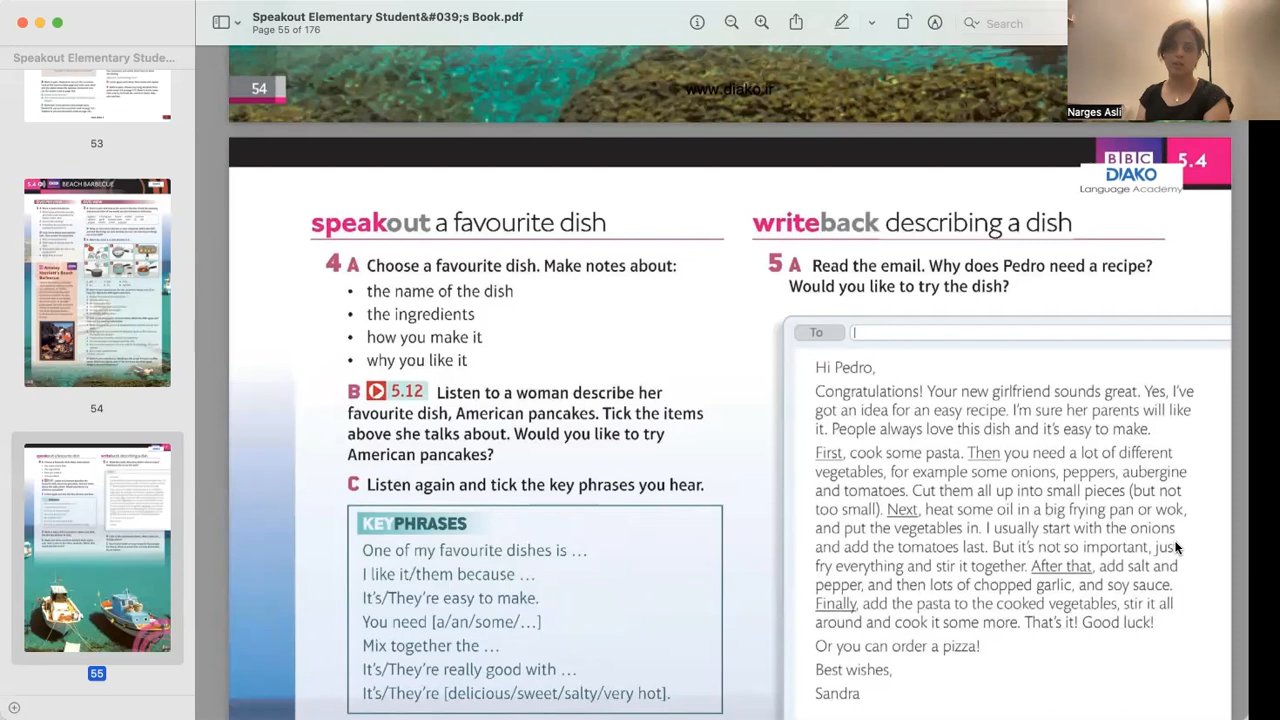 Speakout Elementary Student&#039;s Book.pdf
Page 55 of 176
Search
Speakout Elementary Stude...
53
5.4
BEACH BARBECUE
54
55
54
www.diako.ir
Narges Asli
BBC
5.4
DIAKO
Language Academy
speakout a favourite dish
4 A Choose a favourite dish. Make notes about:
• the name of the dish
• the ingredients
• how you make it
• why you like it
B 5.12 Listen to a woman describe her
favourite dish, American pancakes. Tick the items
above she talks about. Would you like to try
American pancakes?
C Listen again and tick the key phrases you hear.
KEYPHRASES
One of my favourite dishes is ...
I like it/them because ...
It's/They're easy to make.
You need [a/an/some/...]
Mix together the ...
It's/They're really good with ...
It's/They're [delicious/sweet/salty/very hot].
writeback describing a dish
5 A Read the email. Why does Pedro need a recipe?
Would you like to try the dish?
To
Hi Pedro,
Congratulations! Your new girlfriend sounds great. Yes, I've
got an idea for an easy recipe. I'm sure her parents will like
it. People always love this dish and it's easy to make.
First cook some pasta. Then you need a lot of different
vegetables, for example some onions, peppers, aubergine
and tomatoes. Cut them all up into small pieces (but not
too small). Next, heat some oil in a big frying pan or wok,
and put the vegetables in. I usually start with the onions
and add the tomatoes last. But it's not so important, just
fry everything and stir it together. After that, add salt and
pepper, and then lots of chopped garlic, and soy sauce.
Finally, add the pasta to the cooked vegetables, stir it all
around and cook it some more. That's it! Good luck!
Or you can order a pizza!
Best wishes,
Sandra